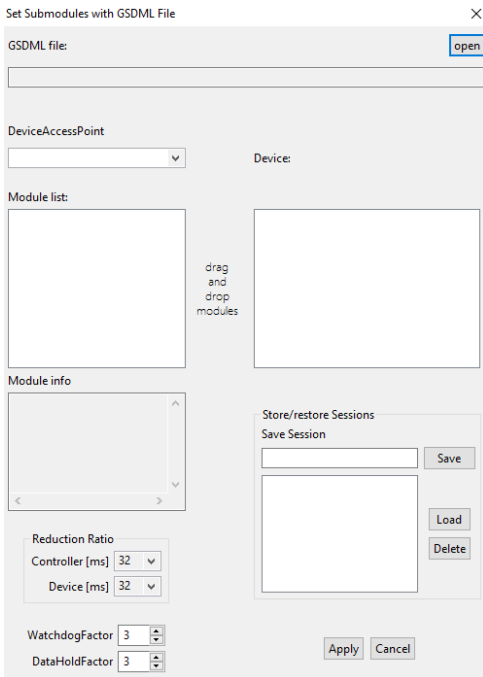 Set Submodules with GSDML File
GSDML file:
open
DeviceAccessPoint
Device:
Module list:
drag
and
drop
modules
Module info
Store/restore Sessions
Save Session
Save
Load
Delete
Reduction Ratio
Controller [ms] 32
Device [ms] 32
WatchdogFactor 3
DataHoldFactor 3
Apply Cancel